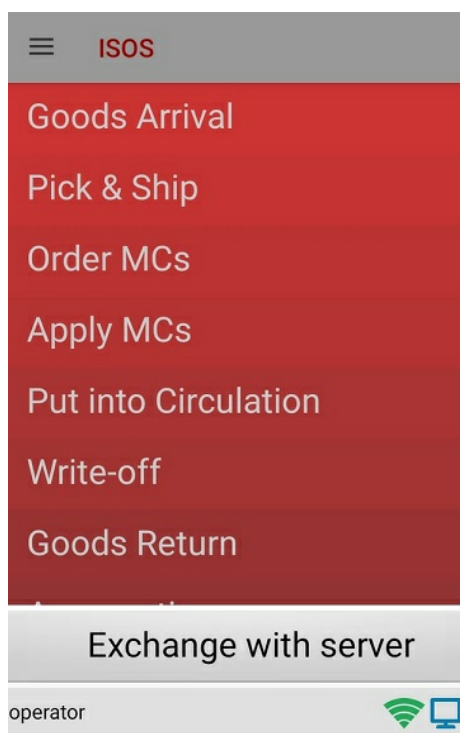 ISOS
Goods Arrival
Pick & Ship
Order MCs
Apply MCs
Put into Circulation
Write-off
Goods Return
Exchange with server
operator